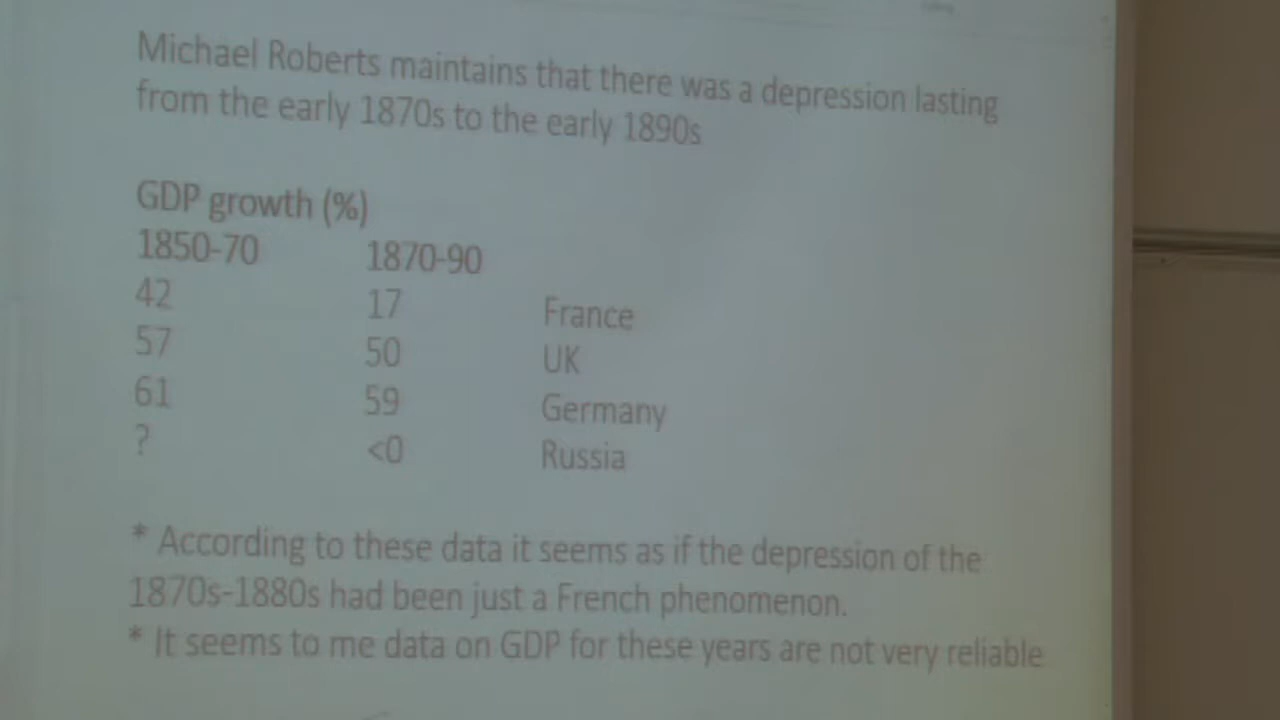 Michael Roberts maintains that there was a depression lasting
from the early 1870s to the early 1890s
GDP growth (%)
1850-70 1870-90
42 17 France
57 50 UK
61 59 Germany
? <0 Russia
* According to these data it seems as if the depression of the
1870s-1880s had been just a French phenomenon.
* It seems to me data on GDP for these years are not very reliable